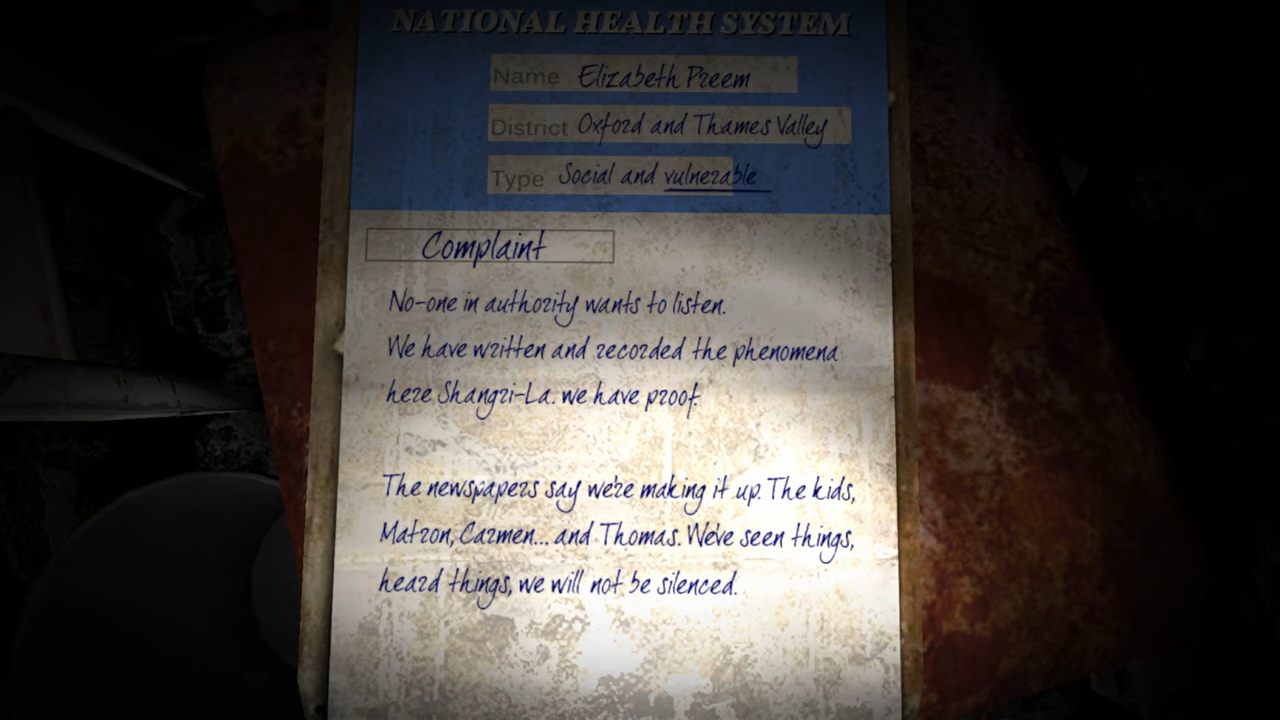 NATIONAL HEALTH SYSTEM
Name Elizabeth Preem
District Oxford and Thames Valley
Type Social and vulnerable
Complaint
No-one in authority wants to listen.
We have written and recorded the phenomena
here Shangri-La. we have proof.
The newspapers say we're making it up. The kids,
Matron, Carmen... and Thomas. We've seen things,
heard things, we will not be silenced.